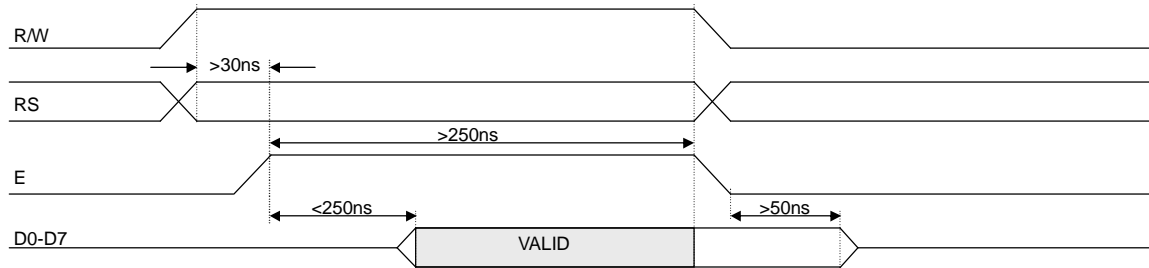 R/W
>30ns
RS
>250ns
E
<250ns
>50ns
D0-D7
VALID